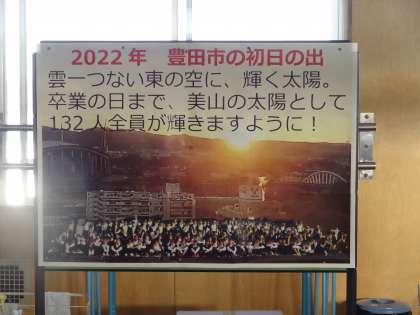 2022年　豊田市の初日の出
雲一つない東の空に、輝く太陽。
卒業の日まで、美山の太陽として
132人全員が輝きますように！